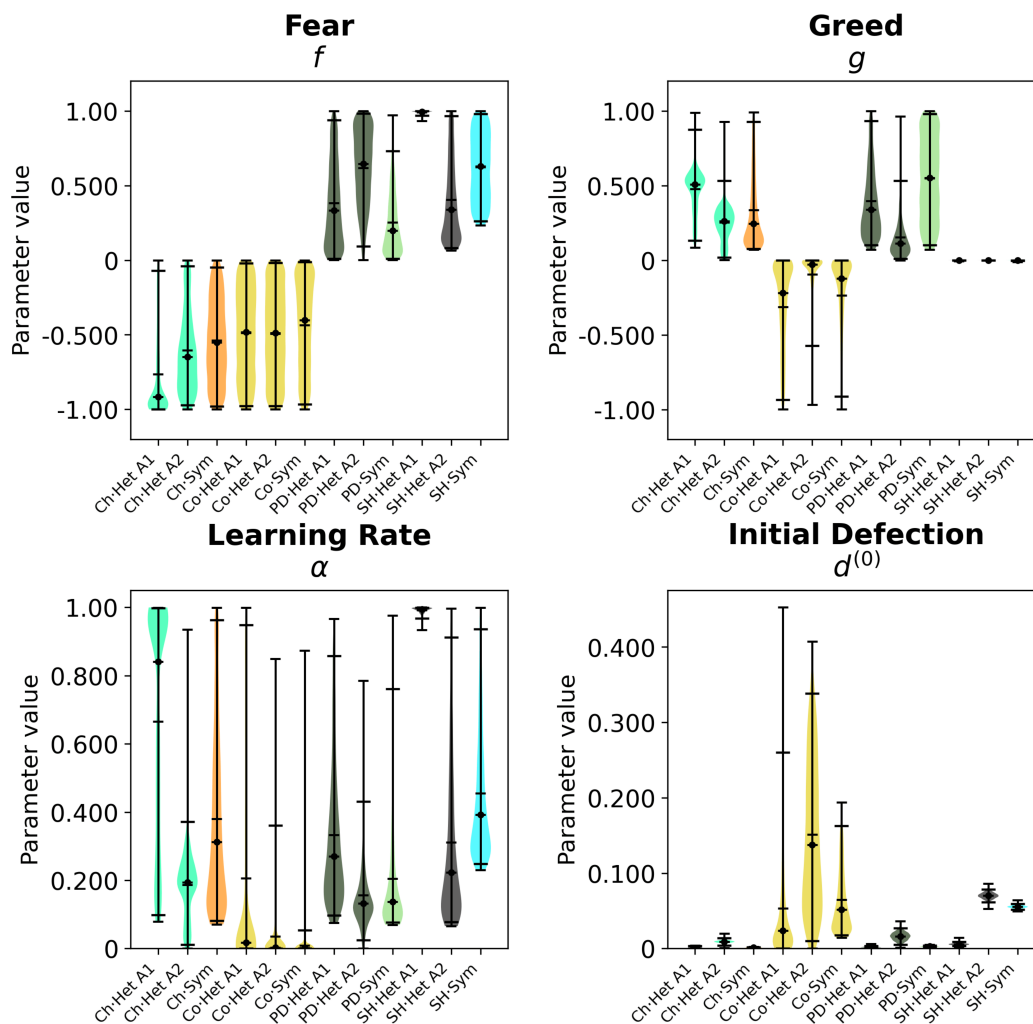 Fear
f
Parameter value
1.00
0.500
0
-0.500
-1.00
Ch·Het A1
Ch·Het A2
Ch·Sym
Co·Het A1
Co·Het A2
Co·Sym
PD·Het A1
PD·Het A2
PD·Sym
SH·Het A1
SH·Het A2
SH·Sym
Greed
g
Parameter value
1.00
0.500
0
-0.500
-1.00
Ch·Het A1
Ch·Het A2
Ch·Sym
Co·Het A1
Co·Het A2
Co·Sym
PD·Het A1
PD·Het A2
PD·Sym
SH·Het A1
SH·Het A2
SH·Sym
Learning Rate
α
Parameter value
1.00
0.800
0.600
0.400
0.200
0
Ch·Het A1
Ch·Het A2
Ch·Sym
Co·Het A1
Co·Het A2
Co·Sym
PD·Het A1
PD·Het A2
PD·Sym
SH·Het A1
SH·Het A2
SH·Sym
Initial Defection
d⁽⁰⁾
Parameter value
0.400
0.300
0.200
0.100
0
Ch·Het A1
Ch·Het A2
Ch·Sym
Co·Het A1
Co·Het A2
Co·Sym
PD·Het A1
PD·Het A2
PD·Sym
SH·Het A1
SH·Het A2
SH·Sym